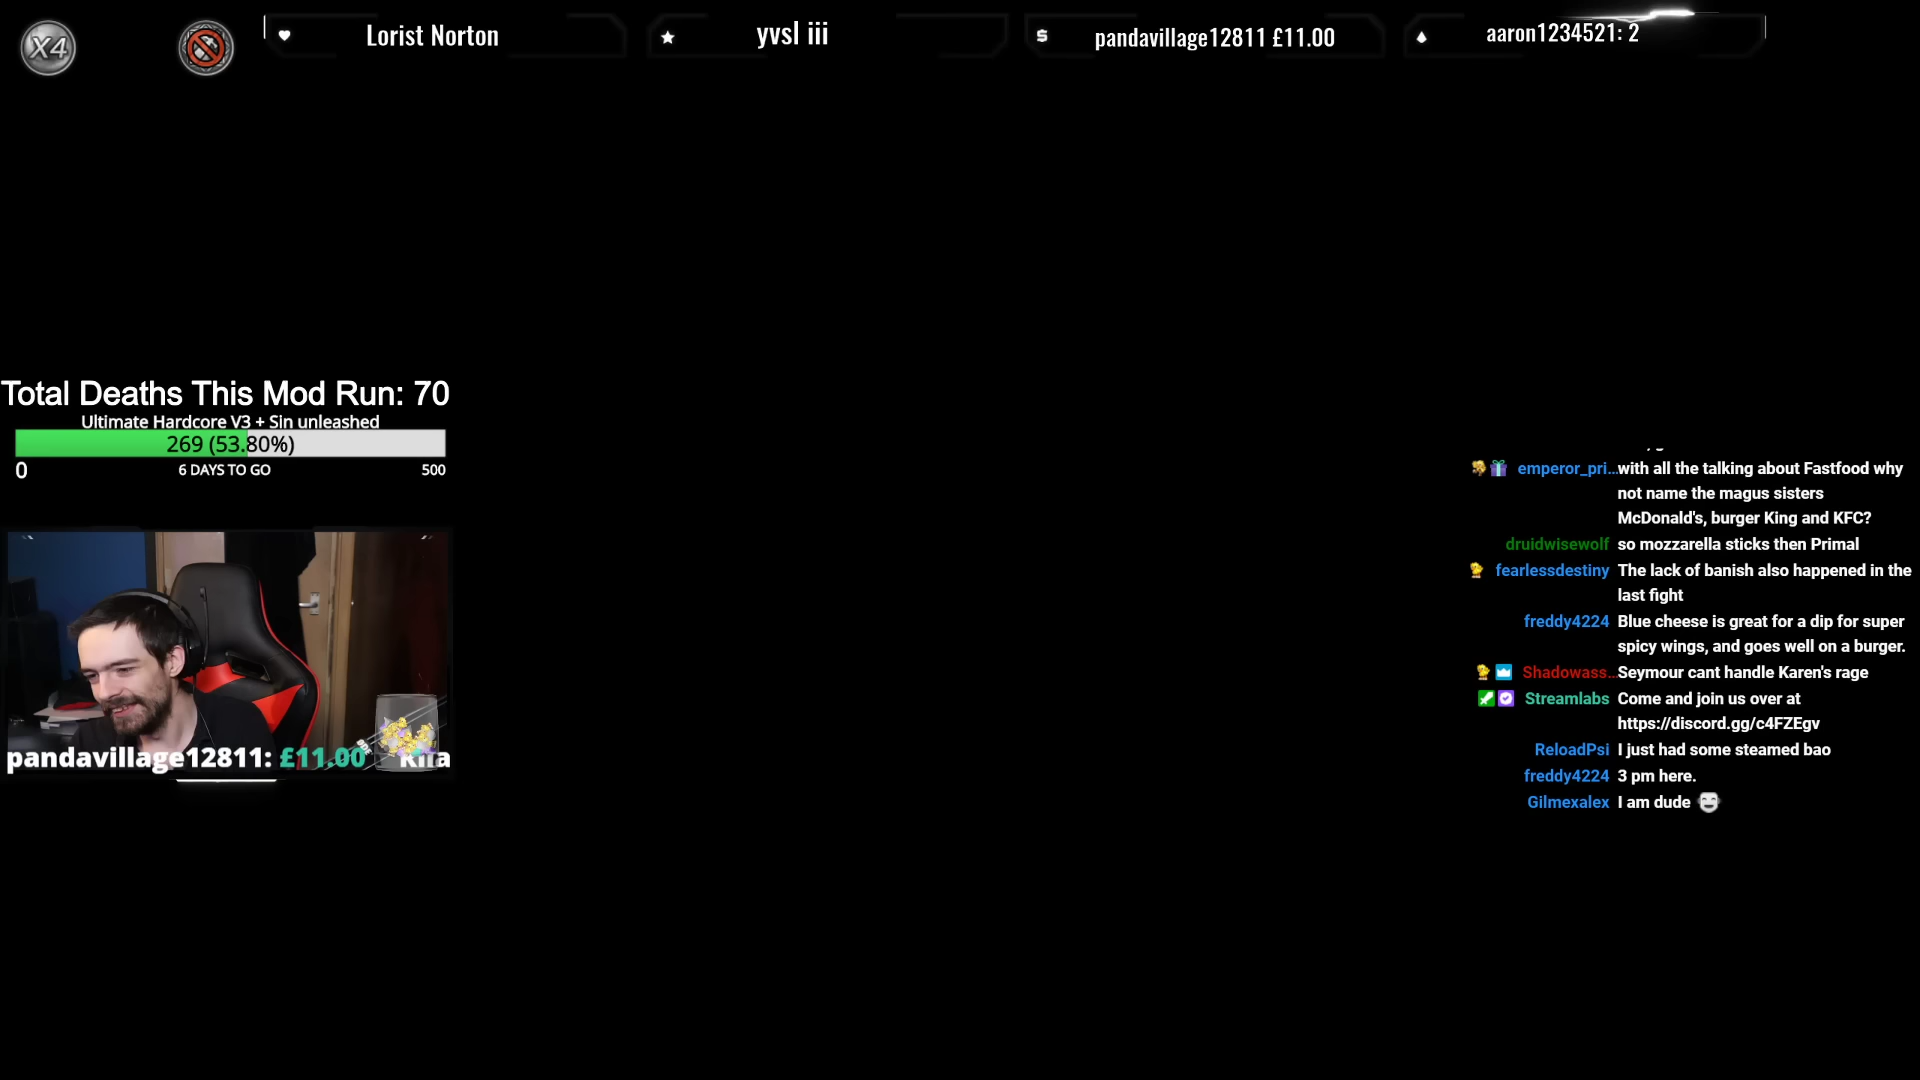 X4
Lorist Norton
yvsl iii
$
pandavillage12811 £11.00
aaron1234521: 2
Total Deaths This Mod Run: 70
Ultimate Hardcore V3 + Sin unleashed
269 (53.80%)
0
6 DAYS TO GO
500
pandavillage12811: £11.00
emperor_pri... with all the talking about Fastfood why
not name the magus sisters
McDonald's, burger King and KFC?
druidwisewolf so mozzarella sticks then Primal
fearlessdestiny The lack of banish also happened in the
last fight
freddy4224 Blue cheese is great for a dip for super
spicy wings, and goes well on a burger.
Shadowass... Seymour cant handle Karen's rage
Streamlabs Come and join us over at
https://discord.gg/c4FZEgv
ReloadPsi I just had some steamed bao
freddy4224 3 pm here.
Gilmexalex I am dude